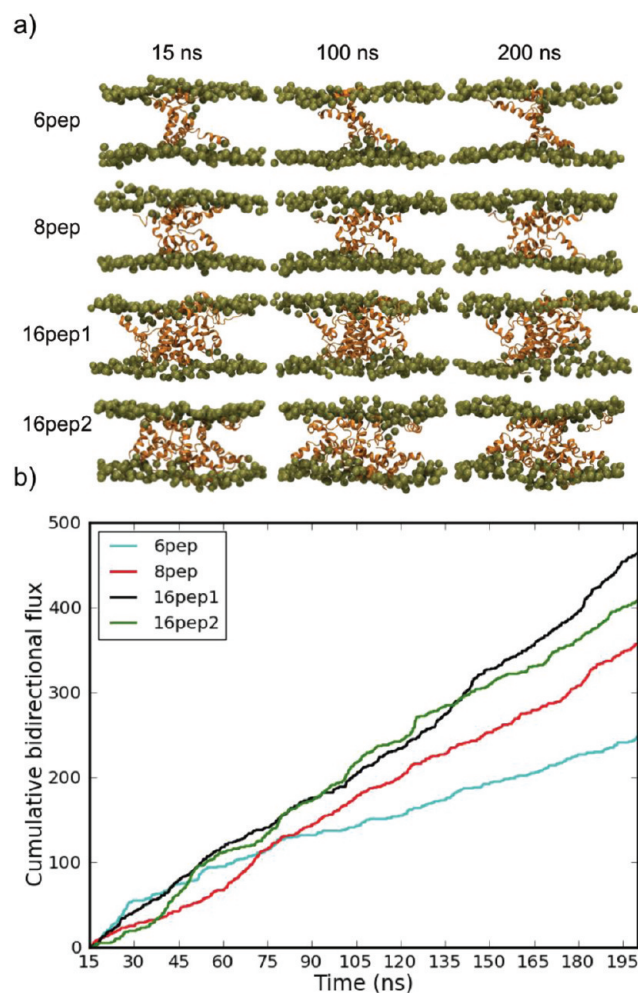 a)
15 ns 100 ns 200 ns
6pep
8pep
16pep1
16pep2
b)
500
400
300
200
100
0
Cumulative bidirectional flux
6pep
8pep
16pep1
16pep2
15 30 45 60 75 90 105 120 135 150 165 180 195
Time (ns)